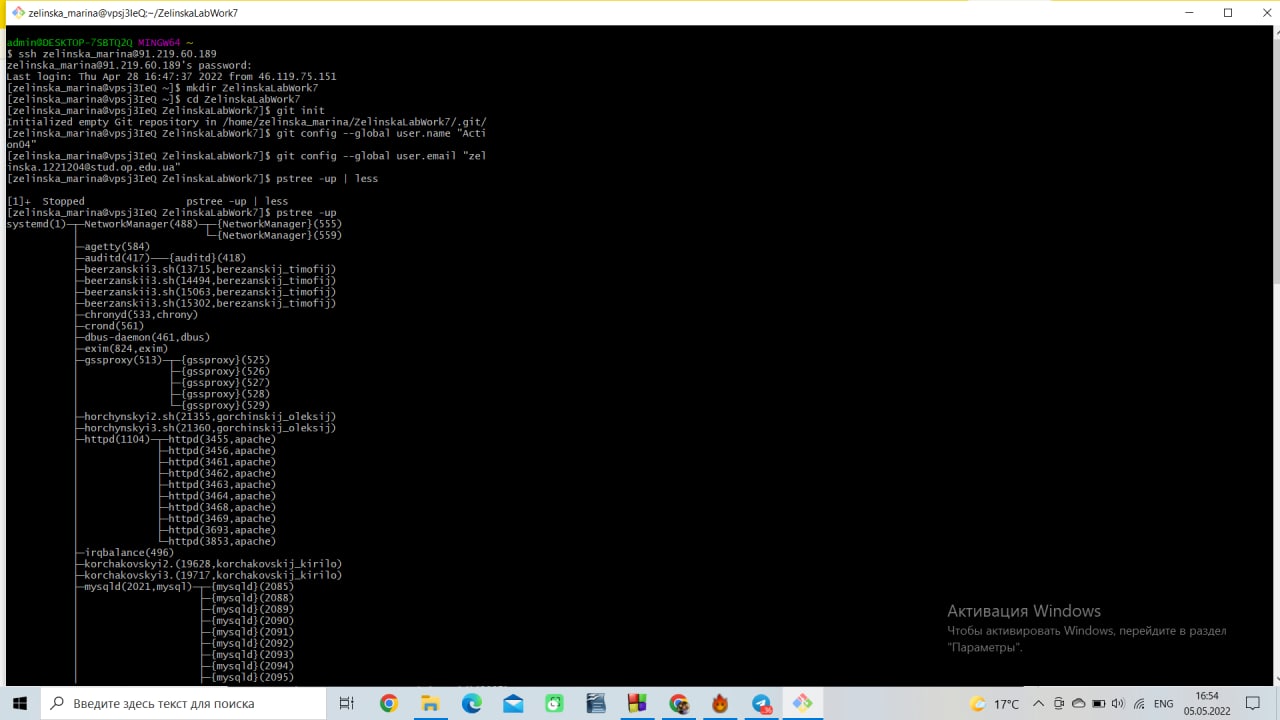 zelinska_marina@vpsj3IeQ:~/ZelinskaLabWork7
admin@DESKTOP-7SBTQ2Q MINGW64 ~
$ ssh zelinska_marina@91.219.60.189
zelinska_marina@91.219.60.189's password:
Last login: Thu Apr 28 16:47:37 2022 from 46.119.75.151
[zelinska_marina@vpsj3IeQ ~]$ mkdir ZelinskaLabWork7
[zelinska_marina@vpsj3IeQ ~]$ cd ZelinskaLabWork7
[zelinska_marina@vpsj3IeQ ZelinskaLabWork7]$ git init
Initialized empty Git repository in /home/zelinska_marina/ZelinskaLabWork7/.git/
[zelinska_marina@vpsj3IeQ ZelinskaLabWork7]$ git config --global user.name "Acti
on04"
[zelinska_marina@vpsj3IeQ ZelinskaLabWork7]$ git config --global user.email "zel
inska.1221204@stud.op.edu.ua"
[zelinska_marina@vpsj3IeQ ZelinskaLabWork7]$ pstree -up | less
[1]+  Stopped                 pstree -up | less
[zelinska_marina@vpsj3IeQ ZelinskaLabWork7]$ pstree -up
systemd(1)─┬─NetworkManager(488)─┬─{NetworkManager}(555)
           │                     └─{NetworkManager}(559)
           ├─agetty(584)
           ├─auditd(417)───{auditd}(418)
           ├─beerzanskii3.sh(13715,berezanskij_timofij)
           ├─beerzanskii3.sh(14494,berezanskij_timofij)
           ├─beerzanskii3.sh(15063,berezanskij_timofij)
           ├─beerzanskii3.sh(15302,berezanskij_timofij)
           ├─chronyd(533,chrony)
           ├─crond(561)
           ├─dbus-daemon(461,dbus)
           ├─exim(824,exim)
           ├─gssproxy(513)─┬─{gssproxy}(525)
           │               ├─{gssproxy}(526)
           │               ├─{gssproxy}(527)
           │               ├─{gssproxy}(528)
           │               └─{gssproxy}(529)
           ├─horchynskyi2.sh(21355,gorchinskij_oleksij)
           ├─horchynskyi3.sh(21360,gorchinskij_oleksij)
           ├─httpd(1104)─┬─httpd(3455,apache)
           │             ├─httpd(3456,apache)
           │             ├─httpd(3461,apache)
           │             ├─httpd(3462,apache)
           │             ├─httpd(3463,apache)
           │             ├─httpd(3464,apache)
           │             ├─httpd(3468,apache)
           │             ├─httpd(3469,apache)
           │             ├─httpd(3693,apache)
           │             └─httpd(3853,apache)
           ├─irqbalance(496)
           ├─korchakovskyi2.(19628,korchakovskij_kirilo)
           ├─korchakovskyi3.(19717,korchakovskij_kirilo)
           ├─mysqld(2021,mysql)─┬─{mysqld}(2085)
           │                    ├─{mysqld}(2088)
           │                    ├─{mysqld}(2089)
           │                    ├─{mysqld}(2090)
           │                    ├─{mysqld}(2091)
           │                    ├─{mysqld}(2092)
           │                    ├─{mysqld}(2093)
           │                    ├─{mysqld}(2094)
           │                    ├─{mysqld}(2095)
Активация Windows
Чтобы активировать Windows, перейдите в раздел
"Параметры".
Введите здесь текст для поиска
17°C
ENG
16:54
05.05.2022